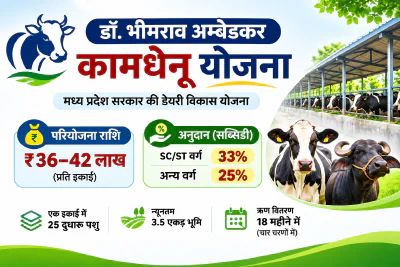 डॉ. भीमराव अम्बेडकर
कामधेनू योजना
मध्य प्रदेश सरकार की डेयरी विकास योजना
परियोजना राशि
₹36–42 लाख
(प्रति इकाई)
अनुदान (सब्सिडी)
SC/ST वर्ग 33%
अन्य वर्ग 25%
एक इकाई में
25 दुधारू पशु
न्यूनतम
3.5 एकड़ भूमि
ऋण वितरण
18 महीने में
(चार चरणों में)